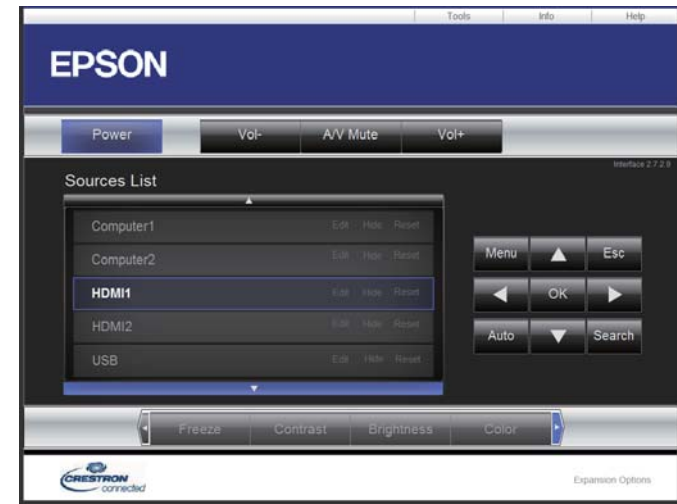 Tools Info Help
EPSON
Power Vol- A/V Mute Vol+
Interface 2.7.2.9
Sources List
Computer1 Edit Hide Reset
Computer2 Edit Hide Reset
HDMI1 Edit Hide Reset
HDMI2 Edit Hide Reset
USB Edit Hide Reset
Menu Esc
OK
Auto Search
Freeze Contrast Brightness Color
CRESTRON
connected
Expansion Options